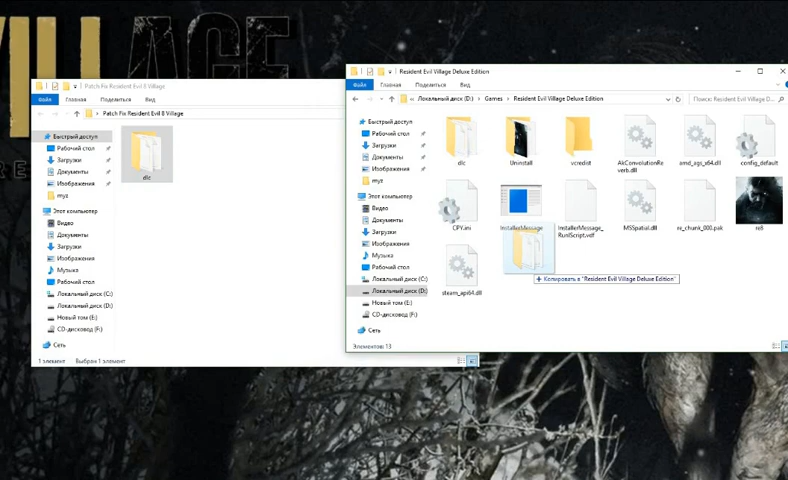 VILLAGE
RE
Patch Fix Resident Evil 8 Village
Файл Главная Поделиться Вид
Patch Fix Resident Evil 8 Village
Быстрый доступ
Рабочий стол
Загрузки
Документы
Изображения
Этот компьютер
Видео
Документы
Загрузки
Изображения
Музыка
Рабочий стол
Локальный диск (C:)
Локальный диск (D:)
Новый том (E:)
CD-дисковод (F:)
Сеть
dlc
1 элемент Выбран 1 элемент
Resident Evil Village Deluxe Edition
Файл Главная Поделиться Вид
Локальный диск (D:) Games Resident Evil Village Deluxe Edition
Поиск: Resident Evil Village D...
Быстрый доступ
Рабочий стол
Загрузки
Документы
Изображения
Этот компьютер
Видео
Документы
Загрузки
Изображения
Музыка
Рабочий стол
Локальный диск (C:)
Локальный диск (D:)
Новый том (E:)
CD-дисковод (F:)
Сеть
dlc
Uninstall
vcredist
AkConvolutionRe
verb.dll
amd_ags_x64.dll
config_default
CPY.ini
InstallerMessage
InstallerMessage_
RunScript.vdf
MSSpatial.dll
re_chunk_000.pak
re8
steam_api64.dll
Копировать в "Resident Evil Village Deluxe Edition"
Элементов: 13